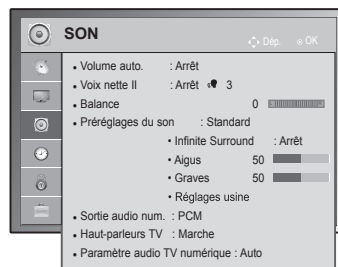 SON
Dép. OK
• Volume auto. : Arrêt
• Voix nette II : Arrêt 3
• Balance 0
• Préréglages du son : Standard
• Infinite Surround : Arrêt
• Aigus 50
• Graves 50
• Réglages usine
• Sortie audio num. : PCM
• Haut-parleurs TV : Marche
• Paramètre audio TV numérique : Auto